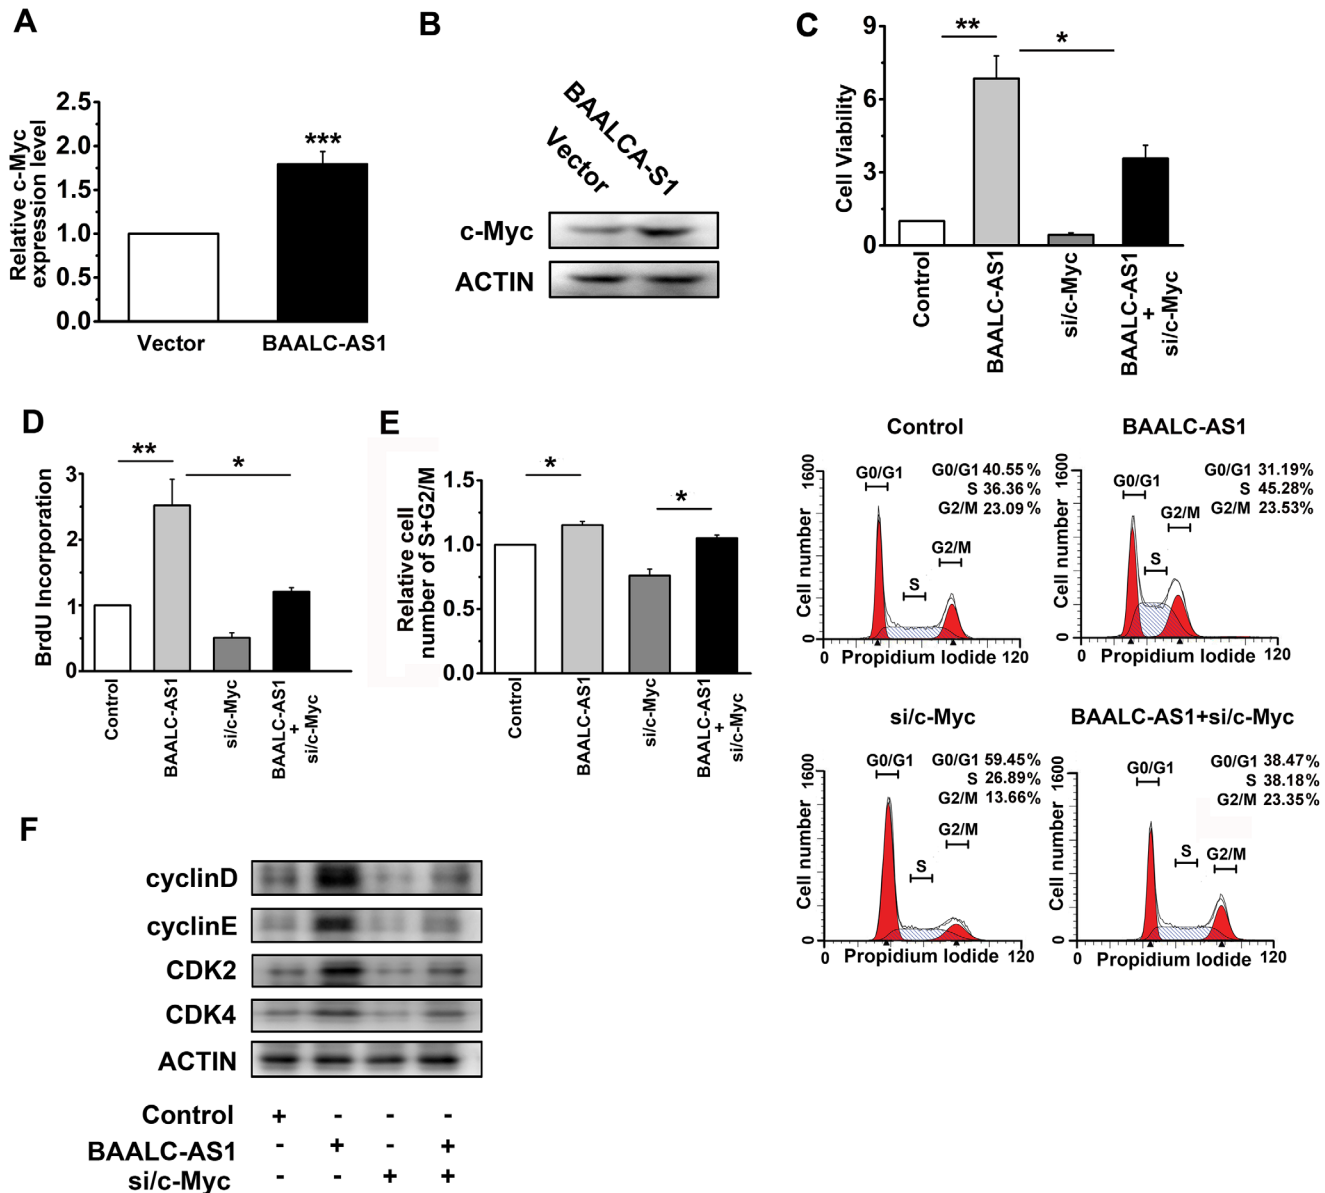 A
Relative c-Myc
expression level
2.5
2.0
1.5
1.0
0.5
0.0
***
Vector
BAALC-AS1
B
Vector
BAALCA-S1
c-Myc
ACTIN
C
Cell Viability
9
6
3
0
**
*
Control
BAALC-AS1
si/c-Myc
BAALC-AS1
+
si/c-Myc
D
BrdU Incorporation
3
2
1
0
**
*
Control
BAALC-AS1
si/c-Myc
BAALC-AS1
+
si/c-Myc
E
Relative cell
number of S+G2/M
1.5
1.0
0.5
0.0
*
*
Control
BAALC-AS1
si/c-Myc
BAALC-AS1
+
si/c-Myc
Control
1600
Cell number
G0/G1
S
G2/M
G0/G1 40.55%
S 36.36%
G2/M 23.09%
0 Propidium Iodide 120
BAALC-AS1
1600
Cell number
G0/G1
S
G2/M
G0/G1 31.19%
S 45.28%
G2/M 23.53%
0 Propidium Iodide 120
si/c-Myc
1600
Cell number
G0/G1
S
G2/M
G0/G1 59.45%
S 26.89%
G2/M 13.66%
0 Propidium Iodide 120
BAALC-AS1+si/c-Myc
1600
Cell number
G0/G1
S
G2/M
G0/G1 38.47%
S 38.18%
G2/M 23.35%
0 Propidium Iodide 120
F
cyclinD
cyclinE
CDK2
CDK4
ACTIN
Control + - - -
BAALC-AS1 - + - +
si/c-Myc - - + +